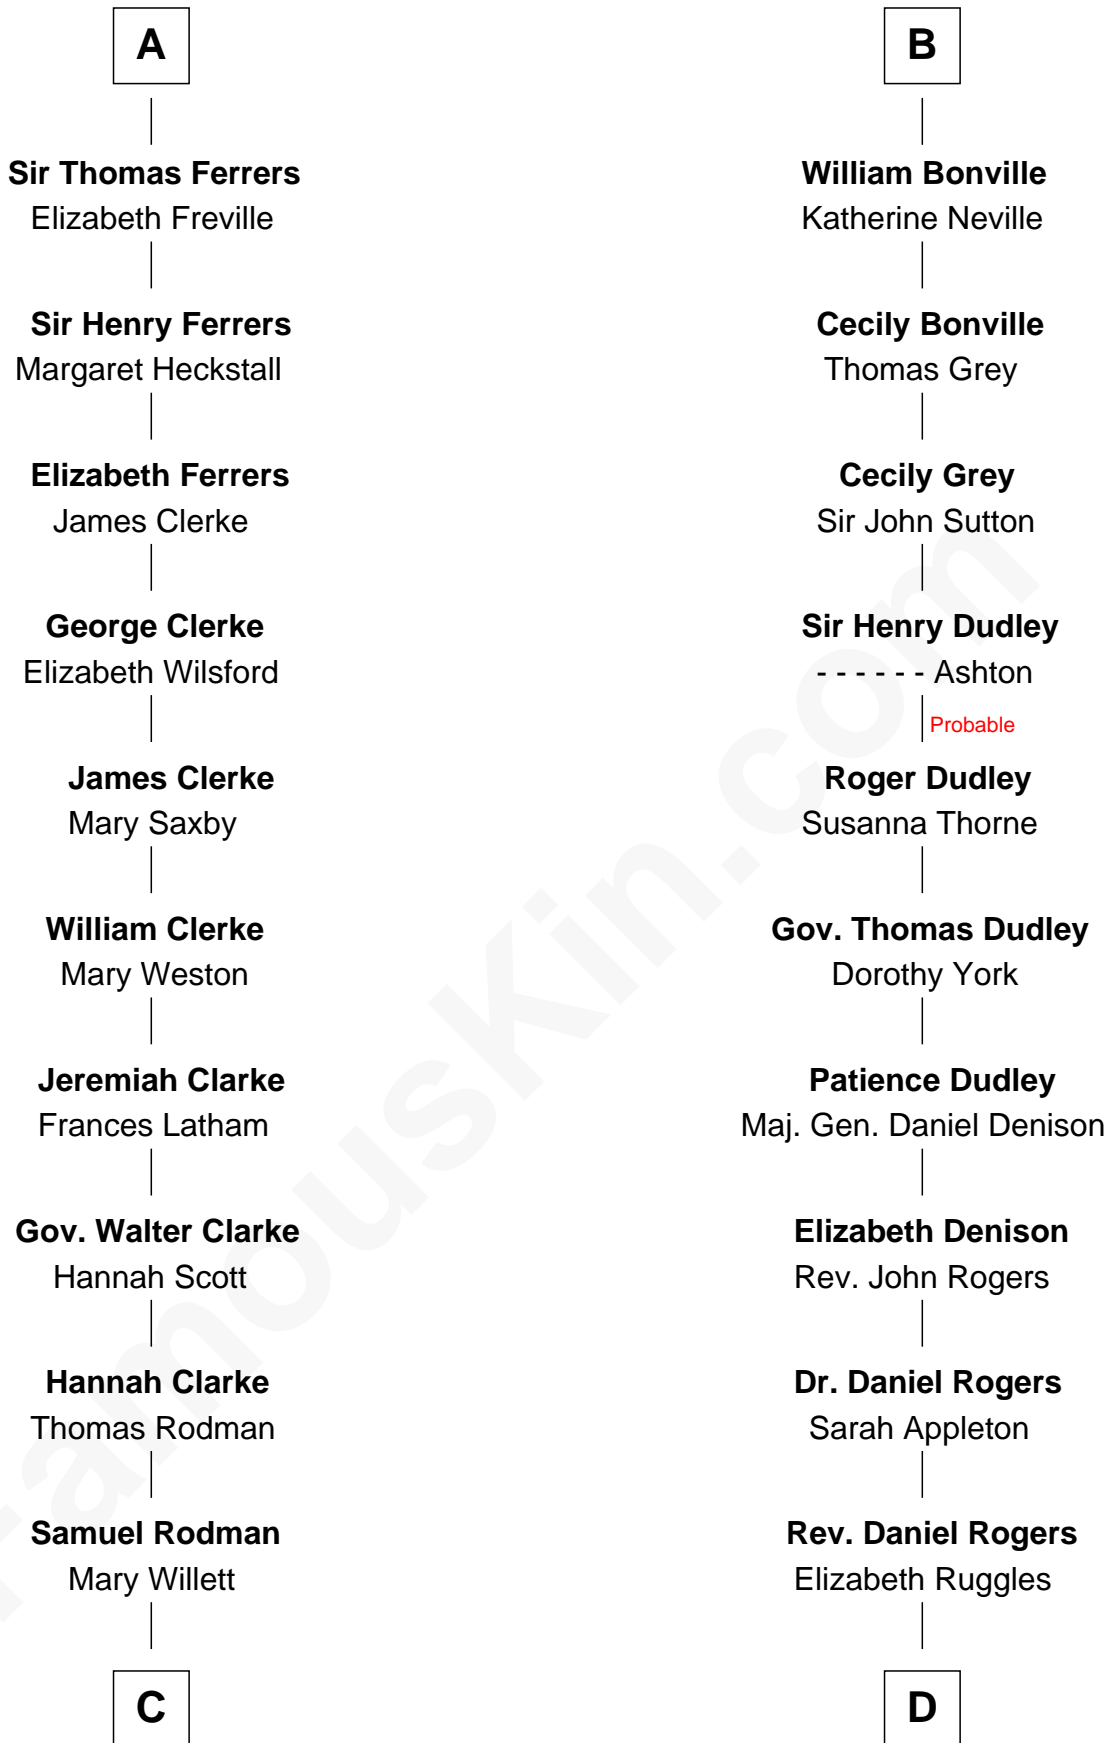 A
Sir Thomas Ferrers
Elizabeth Freville
Sir Henry Ferrers
Margaret Heckstall
Elizabeth Ferrers
James Clerke
George Clerke
Elizabeth Wilsford
James Clerke
Mary Saxby
William Clerke
Mary Weston
Jeremiah Clarke
Frances Latham
Gov. Walter Clarke
Hannah Scott
Hannah Clarke
Thomas Rodman
Samuel Rodman
Mary Willett
C
B
William Bonville
Katherine Neville
Cecily Bonville
Thomas Grey
Cecily Grey
Sir John Sutton
Sir Henry Dudley
- - - - - - Ashton
Probable
Roger Dudley
Susanna Thorne
Gov. Thomas Dudley
Dorothy York
Patience Dudley
Maj. Gen. Daniel Denison
Elizabeth Denison
Rev. John Rogers
Dr. Daniel Rogers
Sarah Appleton
Rev. Daniel Rogers
Elizabeth Ruggles
D
FamousKin.com